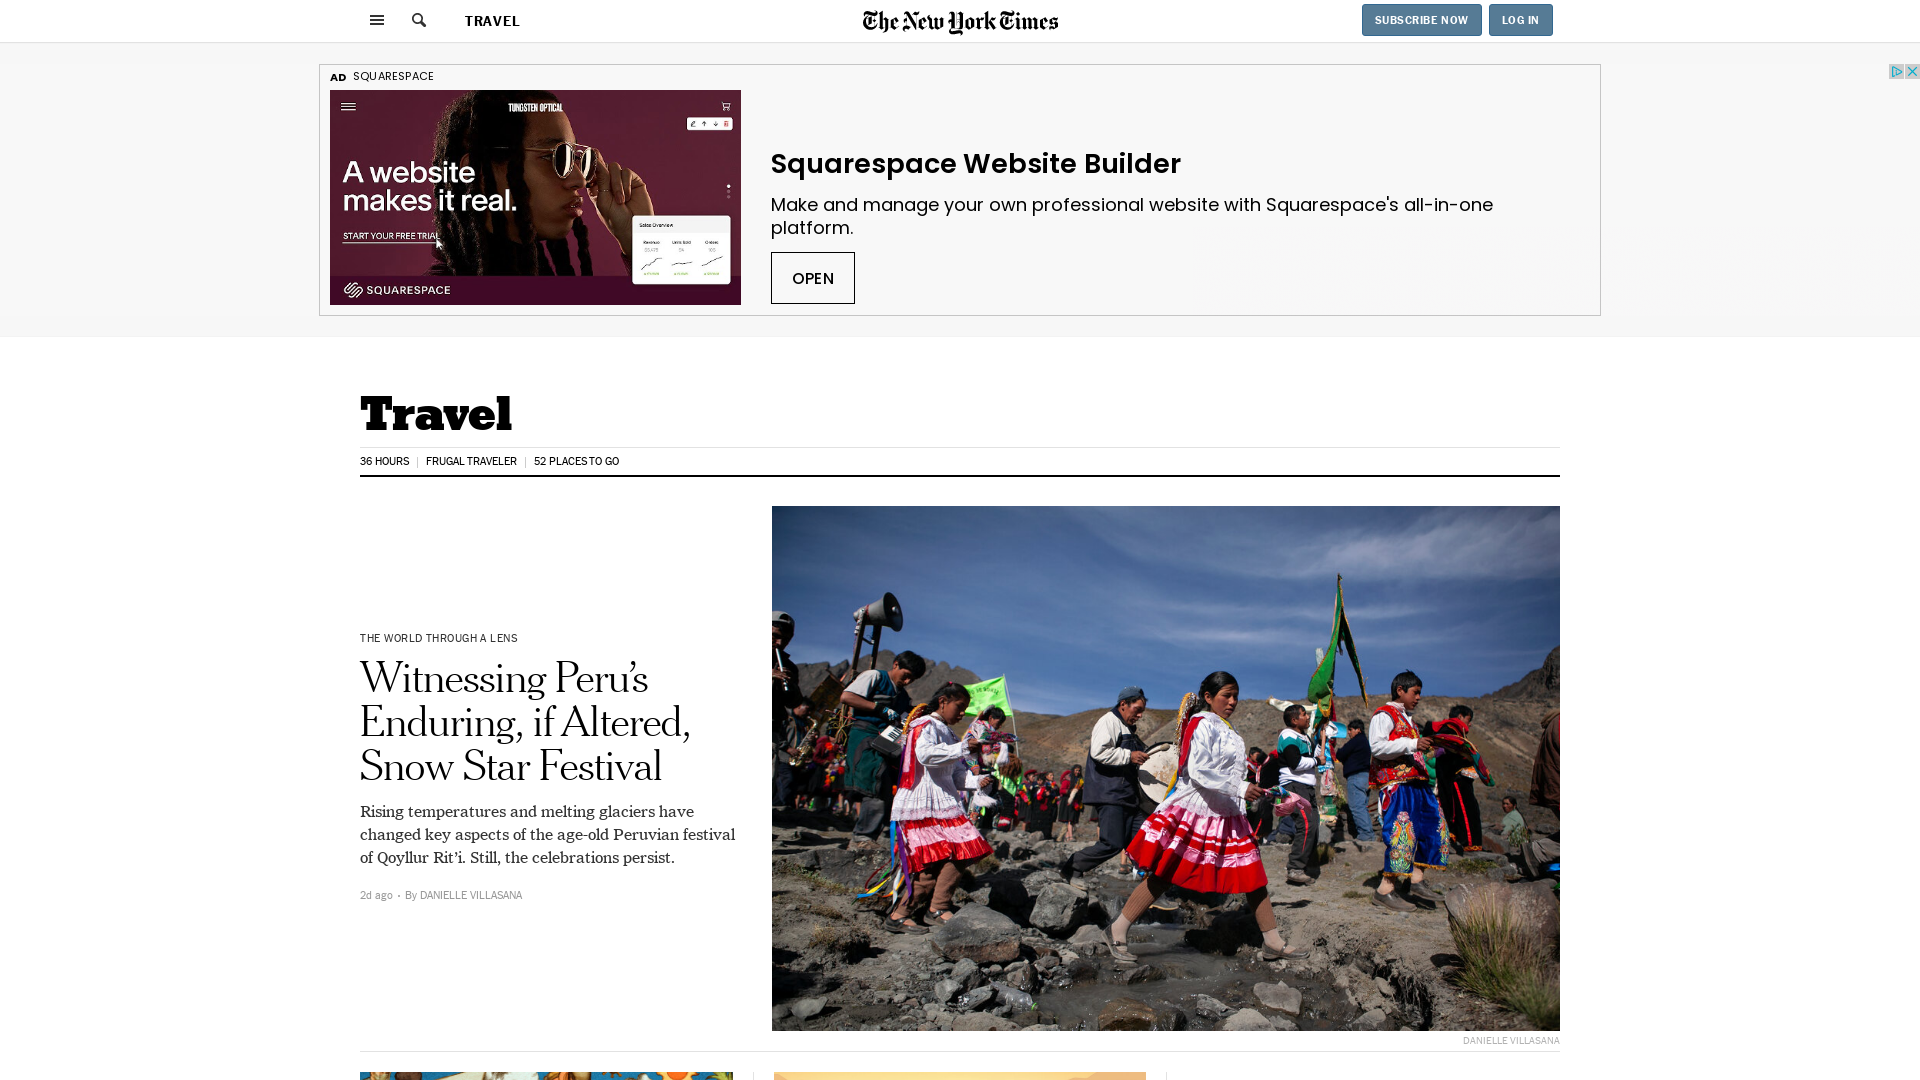 TRAVEL
The New York Times
SUBSCRIBE NOW
LOG IN
AD SQUARESPACE
TUNGSTEN OPTICAL
A website
makes it real.
START YOUR FREE TRIAL
Sales Overview
Revenue Units Sold Orders
SQUARESPACE
Squarespace Website Builder
Make and manage your own professional website with Squarespace's all-in-one
platform.
OPEN
Travel
36 HOURS
FRUGAL TRAVELER
52 PLACES TO GO
THE WORLD THROUGH A LENS
Witnessing Peru’s
Enduring, if Altered,
Snow Star Festival
Rising temperatures and melting glaciers have
changed key aspects of the age-old Peruvian festival
of Qoyllur Rit’i. Still, the celebrations persist.
2d ago • By DANIELLE VILLASANA
DANIELLE VILLASANA